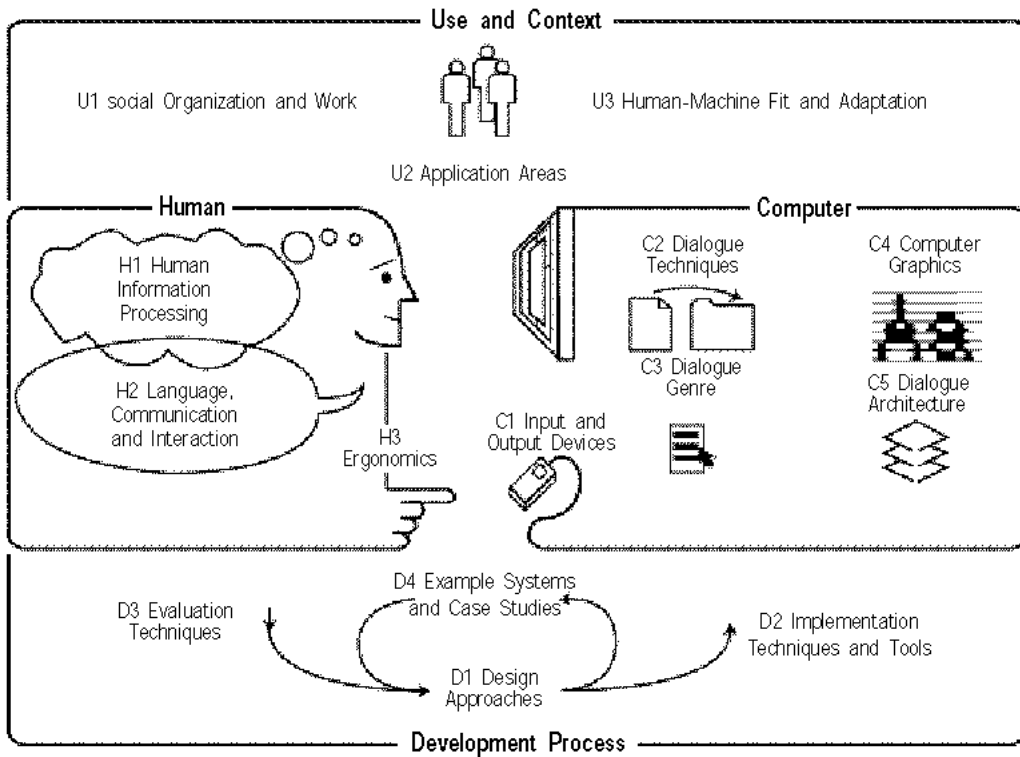 Use and Context
U1 social Organization and Work
U3 Human-Machine Fit and Adaptation
U2 Application Areas
Human
H1 Human
Information
Processing
H2 Language,
Communication
and Interaction
H3
Ergonomics
Computer
C2 Dialogue
Techniques
C4 Computer
Graphics
C3 Dialogue
Genre
C5 Dialogue
Architecture
C1 Input and
Output Devices
D4 Example Systems
and Case Studies
D3 Evaluation
Techniques
D2 Implementation
Techniques and Tools
D1 Design
Approaches
Development Process